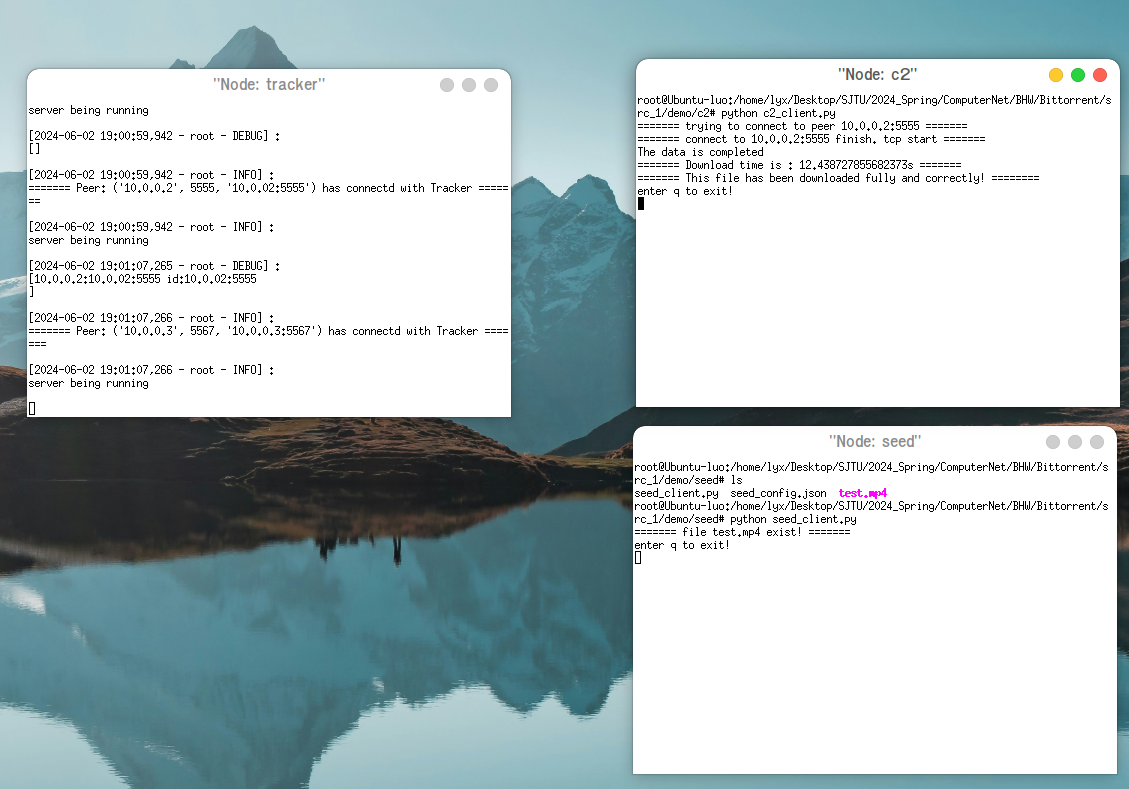 "Node: tracker"
server being running
[2024-06-02 19:00:59,942 - root - DEBUG] :
[]
[2024-06-02 19:00:59,942 - root - INFO] :
======= Peer: ('10.0.0.2', 5555, '10.0.02:5555') has connectd with Tracker =====
==
[2024-06-02 19:00:59,942 - root - INFO] :
server being running
[2024-06-02 19:01:07,265 - root - DEBUG] :
[10.0.0.2:10.0.02:5555 id:10.0.02:5555
]
[2024-06-02 19:01:07,266 - root - INFO] :
======= Peer: ('10.0.0.3', 5567, '10.0.0.3:5567') has connectd with Tracker ====
===
[2024-06-02 19:01:07,266 - root - INFO] :
server being running
"Node: c2"
root@Ubuntu-luo:/home/lyx/Desktop/SJTU/2024_Spring/ComputerNet/BHW/Bittorrent/s
rc_1/demo/c2# python c2_client.py
======= trying to connect to peer 10.0.0.2:5555 =======
======= connect to 10.0.0.2:5555 finish. tcp start =======
The data is completed
======= Download time is : 12.438727855682373s =======
======= This file has been downloaded fully and correctly! ========
enter q to exit!
"Node: seed"
root@Ubuntu-luo:/home/lyx/Desktop/SJTU/2024_Spring/ComputerNet/BHW/Bittorrent/s
rc_1/demo/seed# ls
seed_client.py  seed_config.json  test.mp4
root@Ubuntu-luo:/home/lyx/Desktop/SJTU/2024_Spring/ComputerNet/BHW/Bittorrent/s
rc_1/demo/seed# python seed_client.py
======= file test.mp4 exist! =======
enter q to exit!